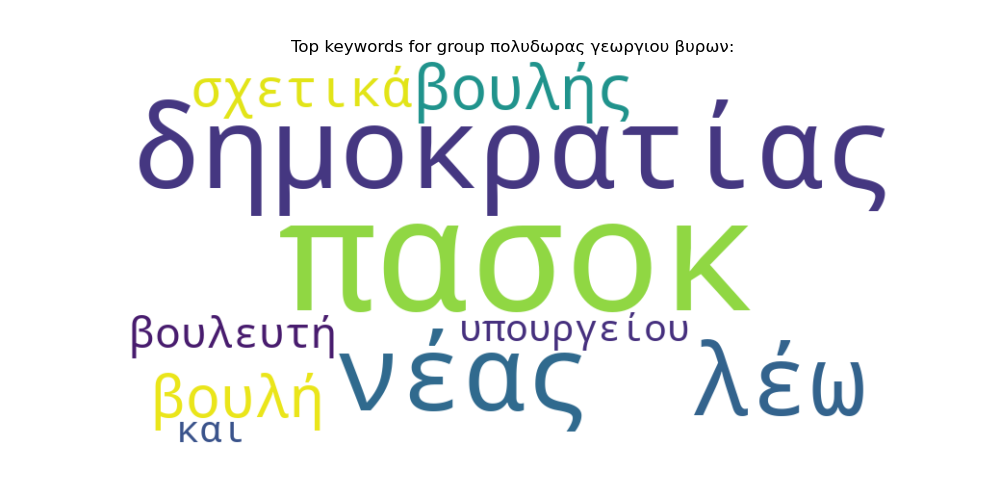 Top keywords for group πολυδωρας γεωργιου βυρων:
σχετικά βουλής
δημοκρατίας
πασοκ
βουλευτή υπουργείου
νέας λέω
βουλή
και